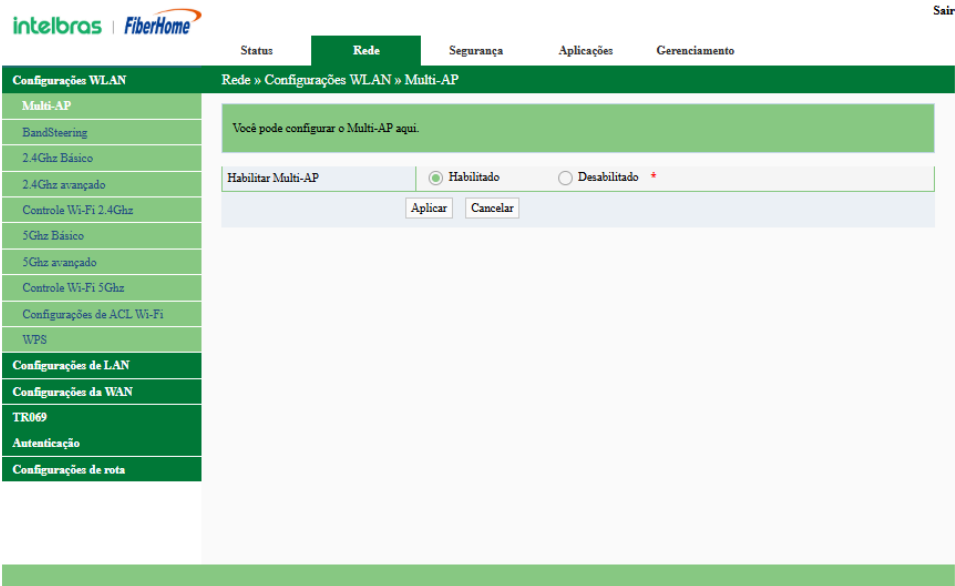 Sair
intelbras | FiberHome
Status Rede Segurança Aplicações Gerenciamento
Configurações WLAN
Rede » Configurações WLAN » Multi-AP
Multi-AP
BandSteering
2.4Ghz Básico
2.4Ghz avançado
Controle Wi-Fi 2.4Ghz
5Ghz Básico
5Ghz avançado
Controle Wi-Fi 5Ghz
Configurações de ACL Wi-Fi
WPS
Configurações de LAN
Configurações da WAN
TR069
Autenticação
Configurações de rota
Você pode configurar o Multi-AP aqui.
Habilitar Multi-AP Habilitado Desabilitado *
Aplicar Cancelar